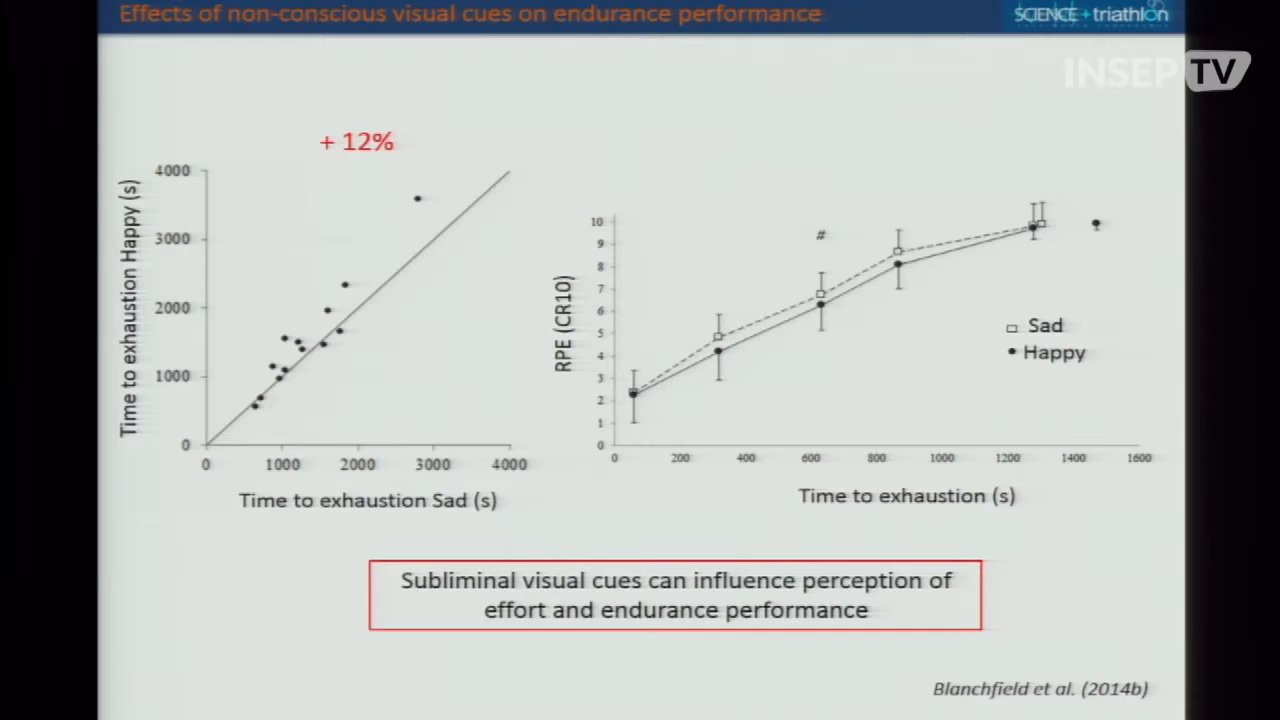 Effects of non-conscious visual cues on endurance performance
SCIENCE + triathlon
INSEP TV
+ 12%
Time to exhaustion Happy (s)
4000
3000
2000
1000
0
0 1000 2000 3000 4000
Time to exhaustion Sad (s)
RPE (CR10)
10
9
8
7
6
5
4
3
2
1
0
#
Sad
Happy
0 200 400 600 800 1000 1200 1400 1600
Time to exhaustion (s)
Subliminal visual cues can influence perception of
effort and endurance performance
Blanchfield et al. (2014b)